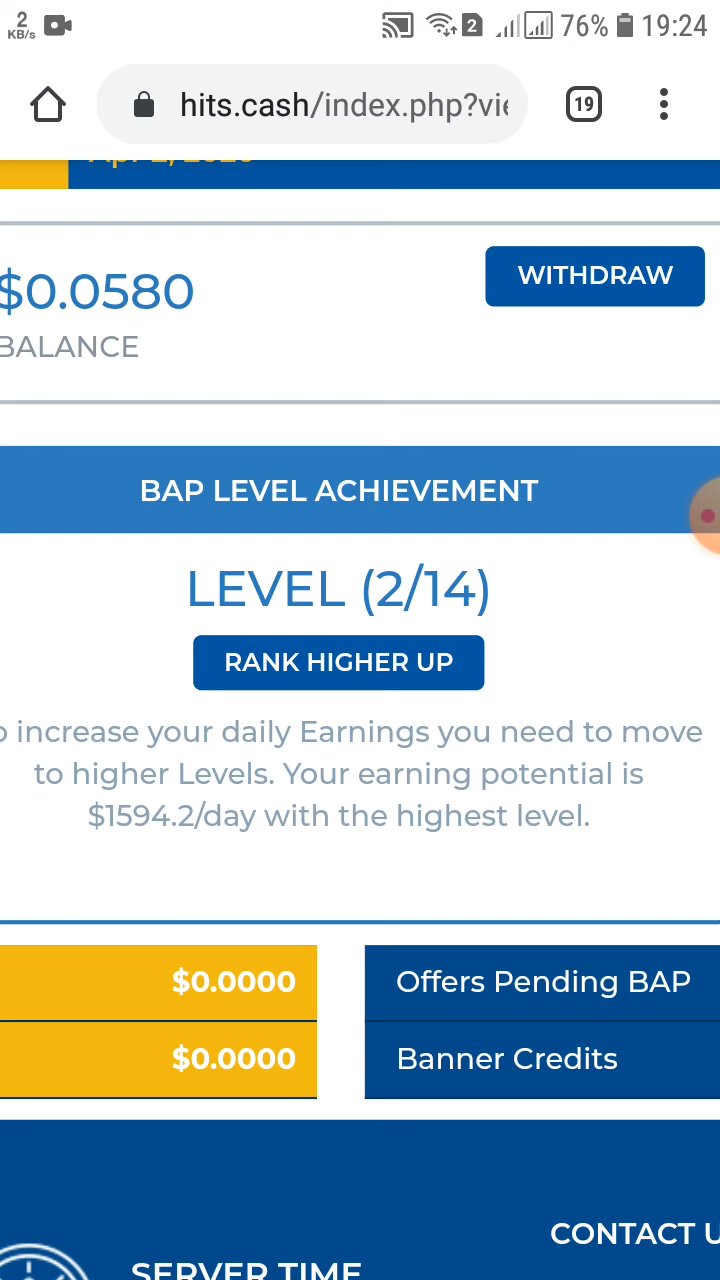 2
KB/s
2
76%
19:24
hits.cash/index.php?vie
19
Apr 2, 2020
$0.0580
WITHDRAW
BALANCE
BAP LEVEL ACHIEVEMENT
LEVEL (2/14)
RANK HIGHER UP
o increase your daily Earnings you need to move
to higher Levels. Your earning potential is
$1594.2/day with the highest level.
$0.0000
Offers Pending BAP
$0.0000
Banner Credits
CONTACT U
SERVER TIME